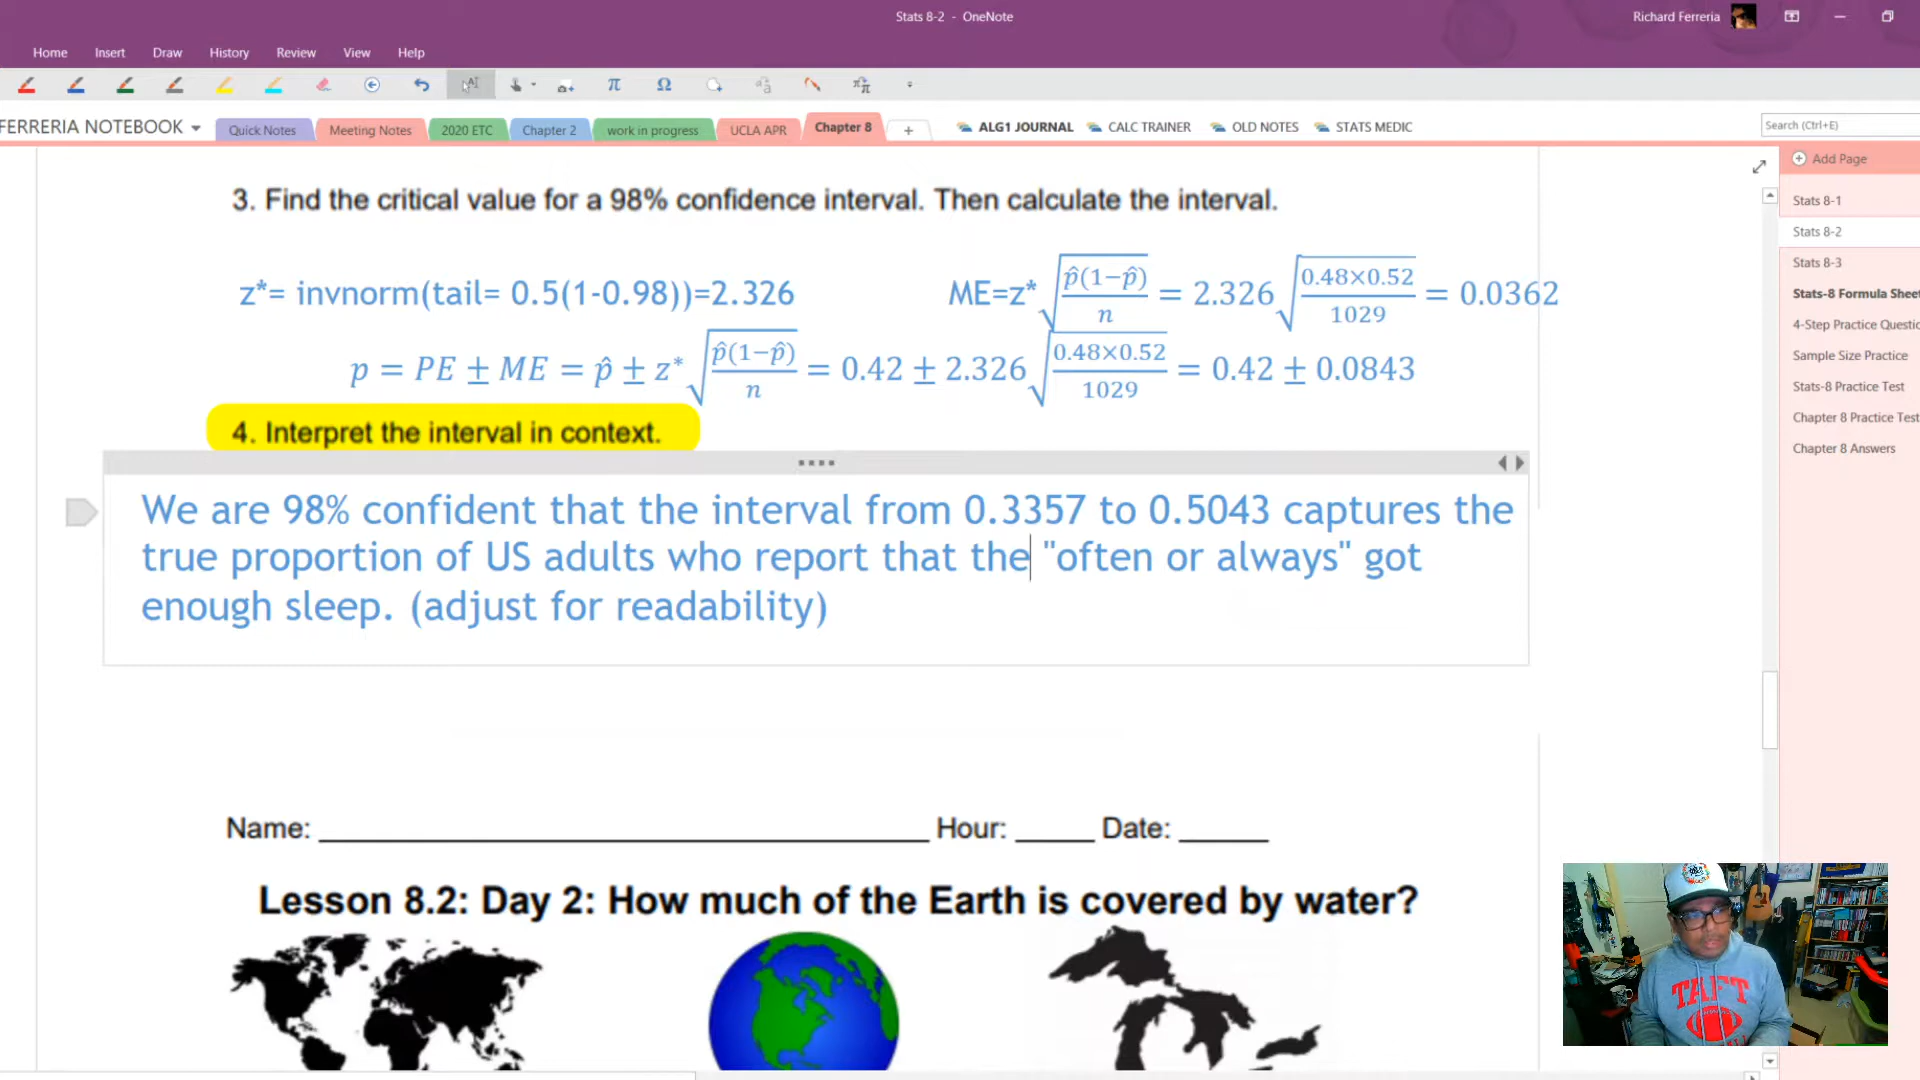 Stats 8-2 - OneNote
Richard Ferreria
Home Insert Draw History Review View Help
FERRERIA NOTEBOOK Quick Notes Meeting Notes 2020 ETC Chapter 2 work in progress UCLA APR Chapter 8 + ALG1 JOURNAL CALC TRAINER OLD NOTES STATS MEDIC
Search (Ctrl+E)
Add Page
Stats 8-1
Stats 8-2
Stats 8-3
Stats-8 Formula Sheet
4-Step Practice Questio
Sample Size Practice
Stats-8 Practice Test
Chapter 8 Practice Test
Chapter 8 Answers
3. Find the critical value for a 98% confidence interval. Then calculate the interval.
z*= invnorm(tail= 0.5(1-0.98))=2.326
ME=z* √(p̂(1−p̂)/n) = 2.326√(0.48×0.52/1029) = 0.0362
p = PE ± ME = p̂ ± z* √(p̂(1−p̂)/n) = 0.42 ± 2.326√(0.48×0.52/1029) = 0.42 ± 0.0843
4. Interpret the interval in context.
We are 98% confident that the interval from 0.3357 to 0.5043 captures the
true proportion of US adults who report that the "often or always" got
enough sleep. (adjust for readability)
Name: Hour: Date:
Lesson 8.2: Day 2: How much of the Earth is covered by water?
TAFT